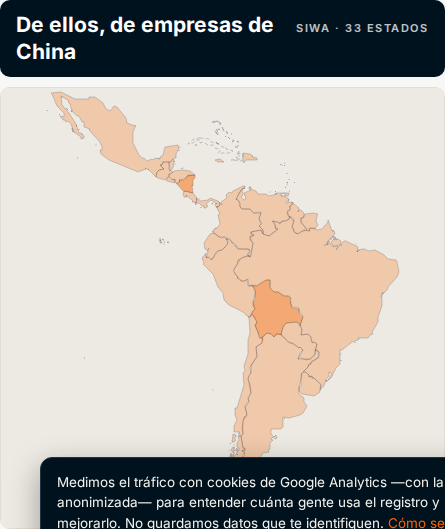 De ellos, de empresas de
China
SIWA · 33 ESTADOS
Medimos el tráfico con cookies de Google Analytics —con la
anonimizada— para entender cuánta gente usa el registro y
mejorarlo. No guardamos datos que te identifiquen. Cómo se